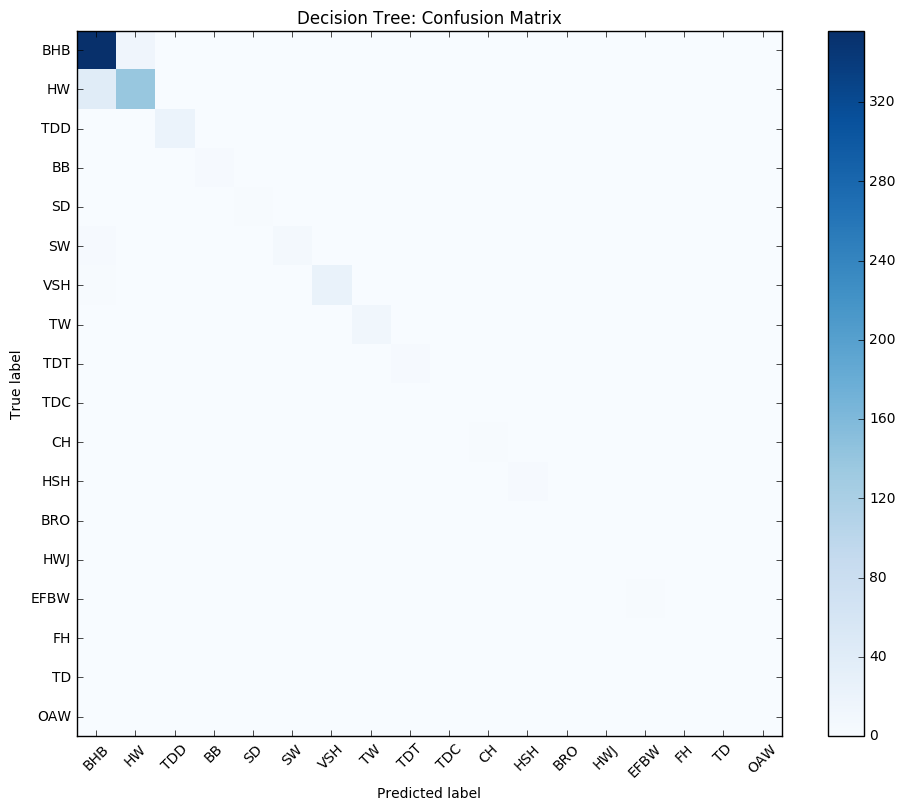 Decision Tree: Confusion Matrix
BHB
HW
TDD
BB
SD
SW
VSH
TW
TDT
TDC
CH
HSH
BRO
HWJ
EFBW
FH
TD
OAW
True label
BHB HW TDD BB SD SW VSH TW TDT TDC CH HSH BRO HWJ EFBW FH TD OAW
Predicted label
320
280
240
200
160
120
80
40
0